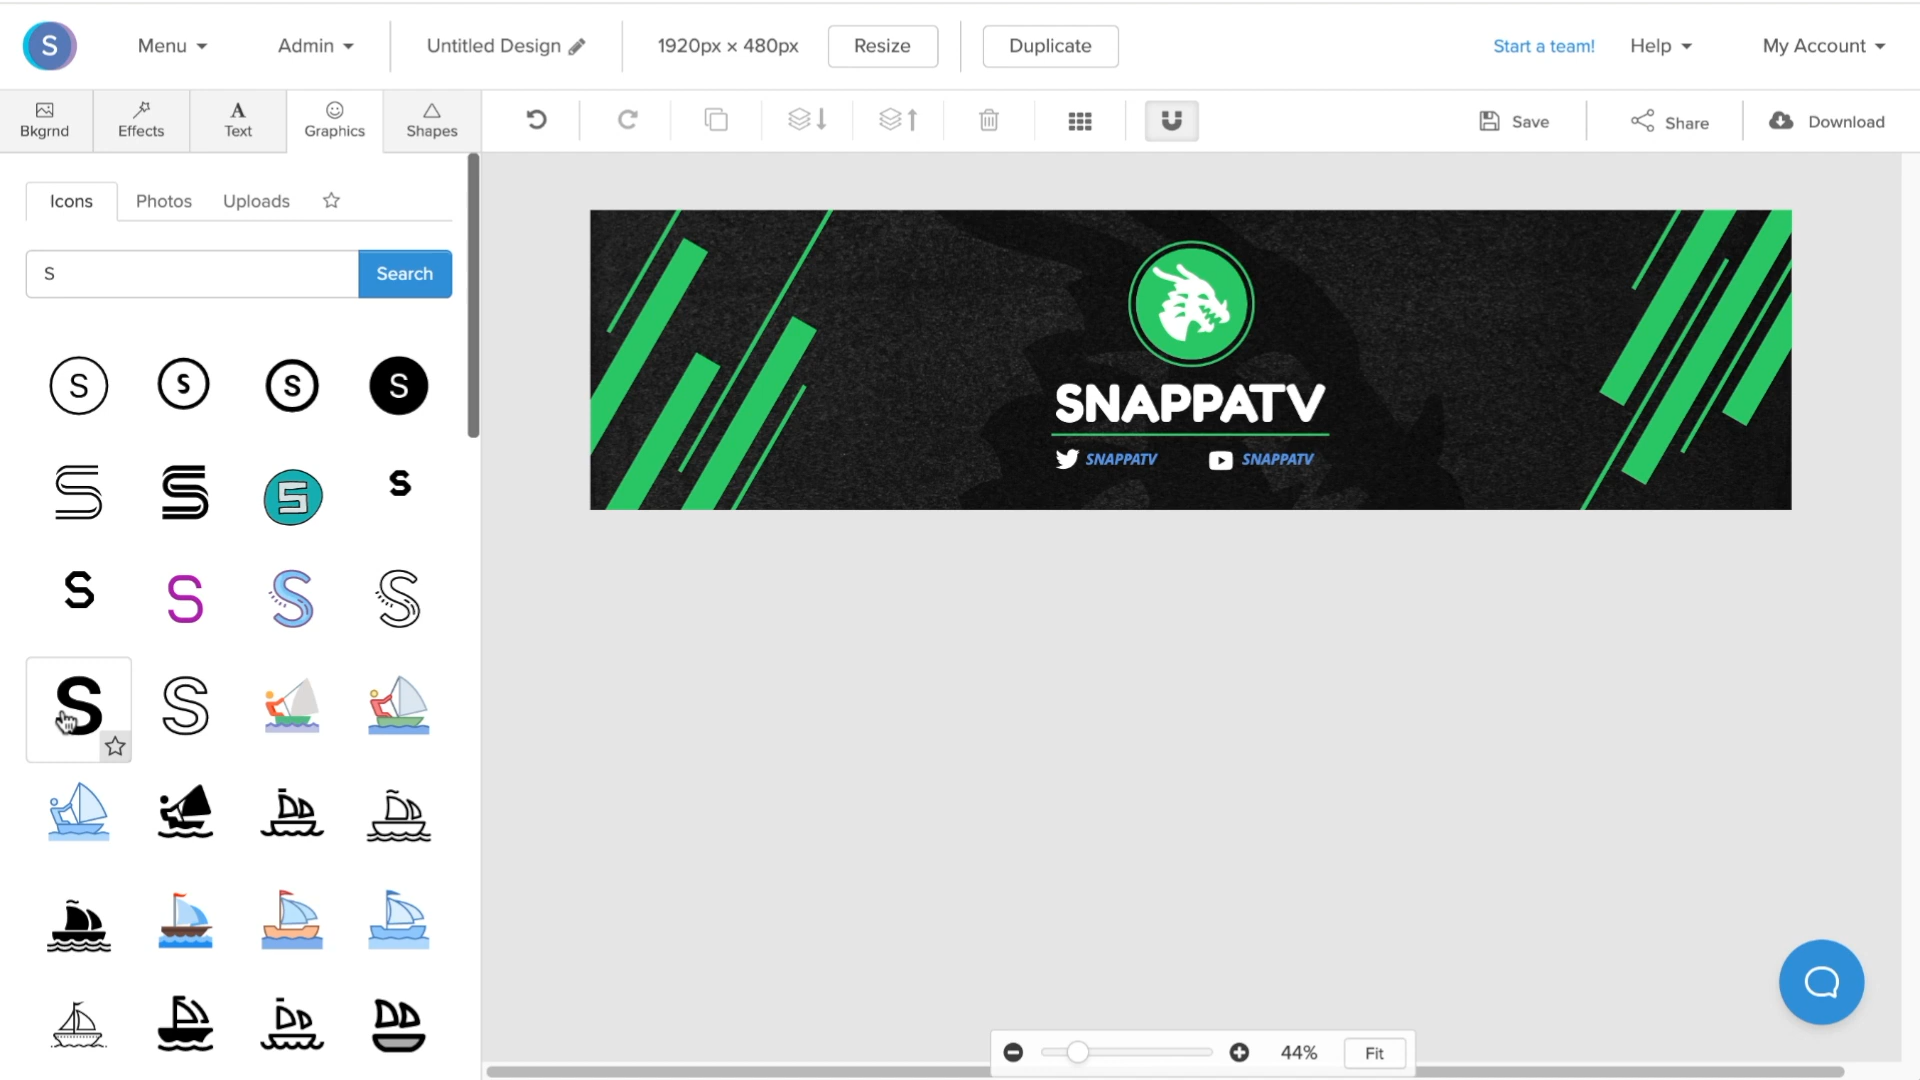 S Menu Admin Untitled Design 1920px × 480px Resize Duplicate Start a team! Help My Account
Bkgrnd Effects Text Graphics Shapes Save Share Download
Icons Photos Uploads
S Search
S S S S
S S S S
S S S S
S S
SNAPPATV
SNAPPATV SNAPPATV
44% Fit